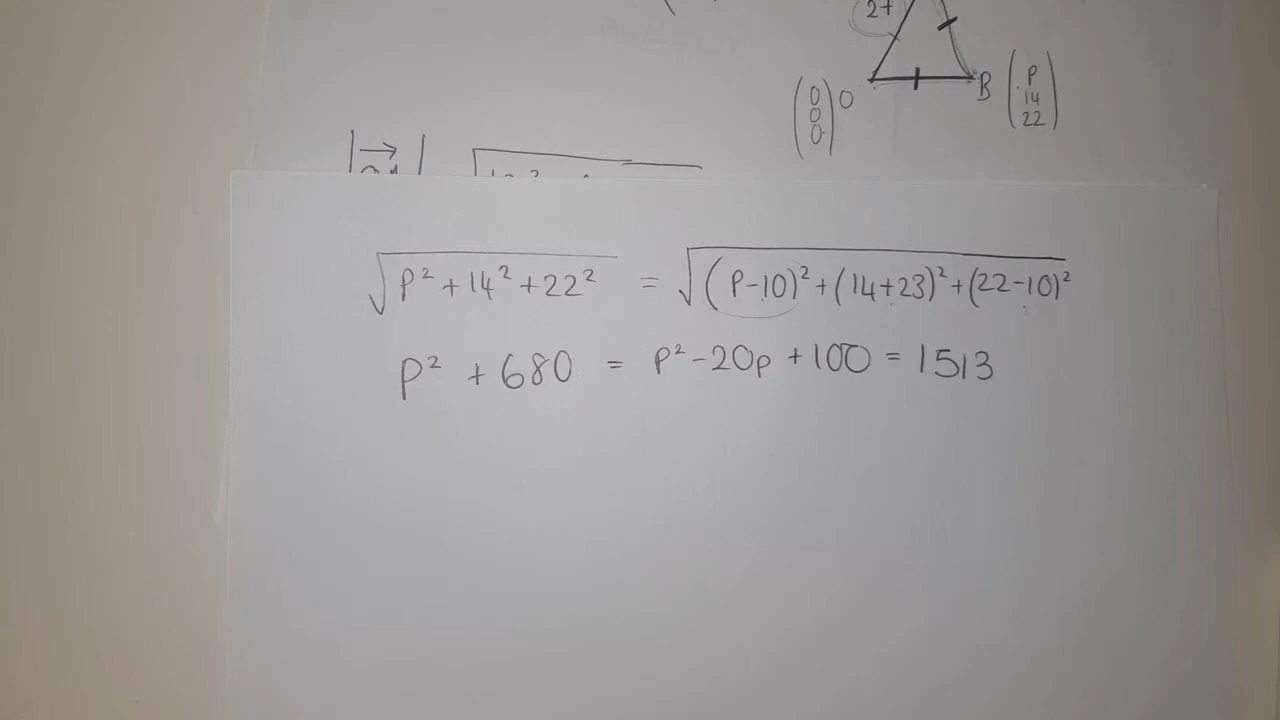 27
(0 0 0) O
B (P 14 22)
|→|
√P² + 14² + 22² = √(P-10)² + (14+23)² + (22-10)²
P² + 680 = P² - 20p + 100 = 1513